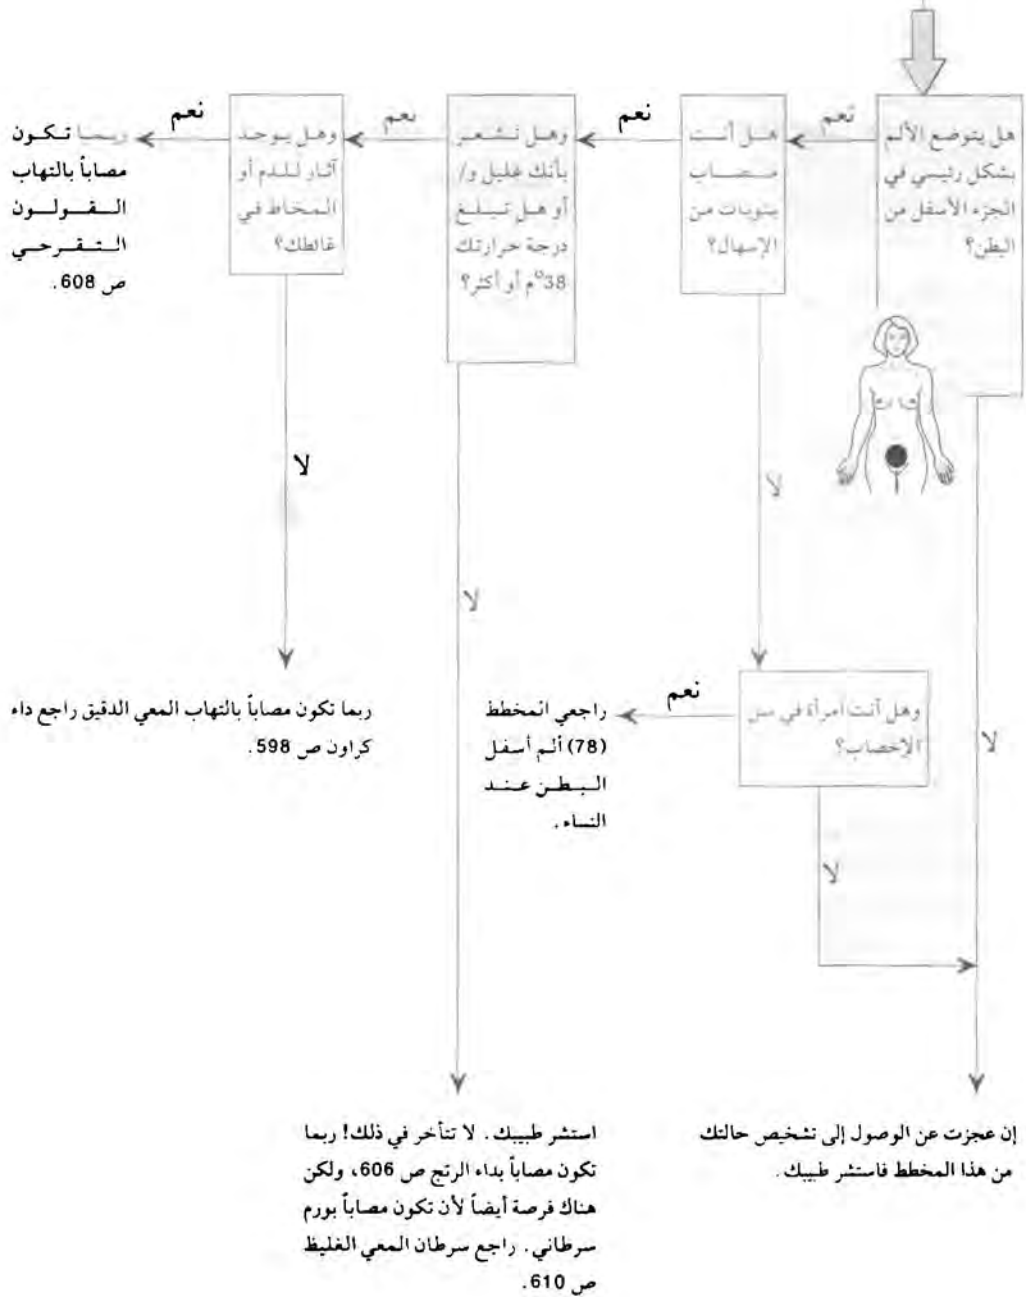 هل يتوضع الألم
بشكل رئيسي في
الجزء الأسفل من
البطن؟
نعم
هل أنت
مصاب
بنوبات من
الإسهال؟
نعم
وهل تشعر
بأنك عليل و/
أو هل تبلغ
درجة حرارتك
38°م أو أكثر؟
نعم
وهل يوجد
آثار للدم أو
المخاط في
غائطك؟
نعم
ربما تكون
مصاباً بالتهاب
القولون
التقرحي
ص 608.
لا
لا
لا
لا
وهل أنت امرأة في سن
الإخصاب؟
نعم
راجعي المخطط
(78) ألم أسفل
البطن عند
النساء.
ربما تكون مصاباً بالتهاب المعي الدقيق راجع داء
كراون ص 598.
لا
إن عجزت عن الوصول إلى تشخيص حالتك
من هذا المخطط فاستشر طبيبك.
استشر طبيبك. لا تتأخر في ذلك! ربما
تكون مصاباً بداء الرتج ص 606، ولكن
هناك فرصة أيضاً لأن تكون مصاباً بورم
سرطاني. راجع سرطان المعي الغليظ
ص 610.